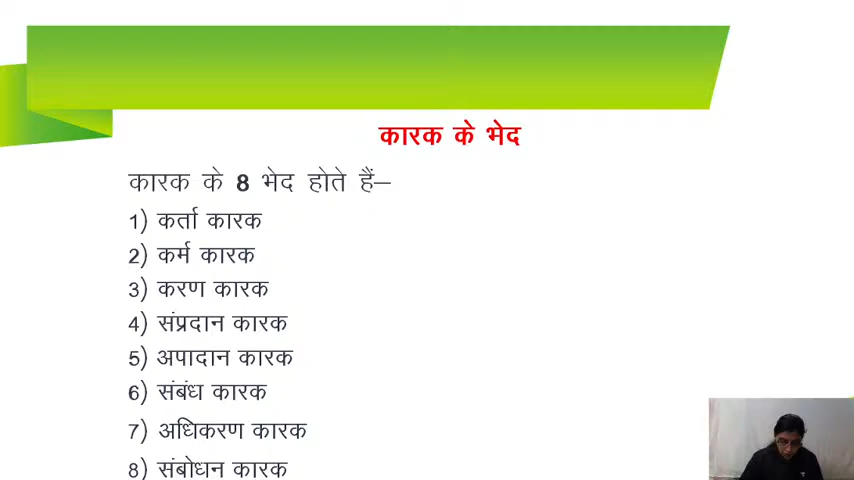 कारक के भेद
कारक के 8 भेद होते हैं–
1) कर्ता कारक
2) कर्म कारक
3) करण कारक
4) संप्रदान कारक
5) अपादान कारक
6) संबंध कारक
7) अधिकरण कारक
8) संबोधन कारक